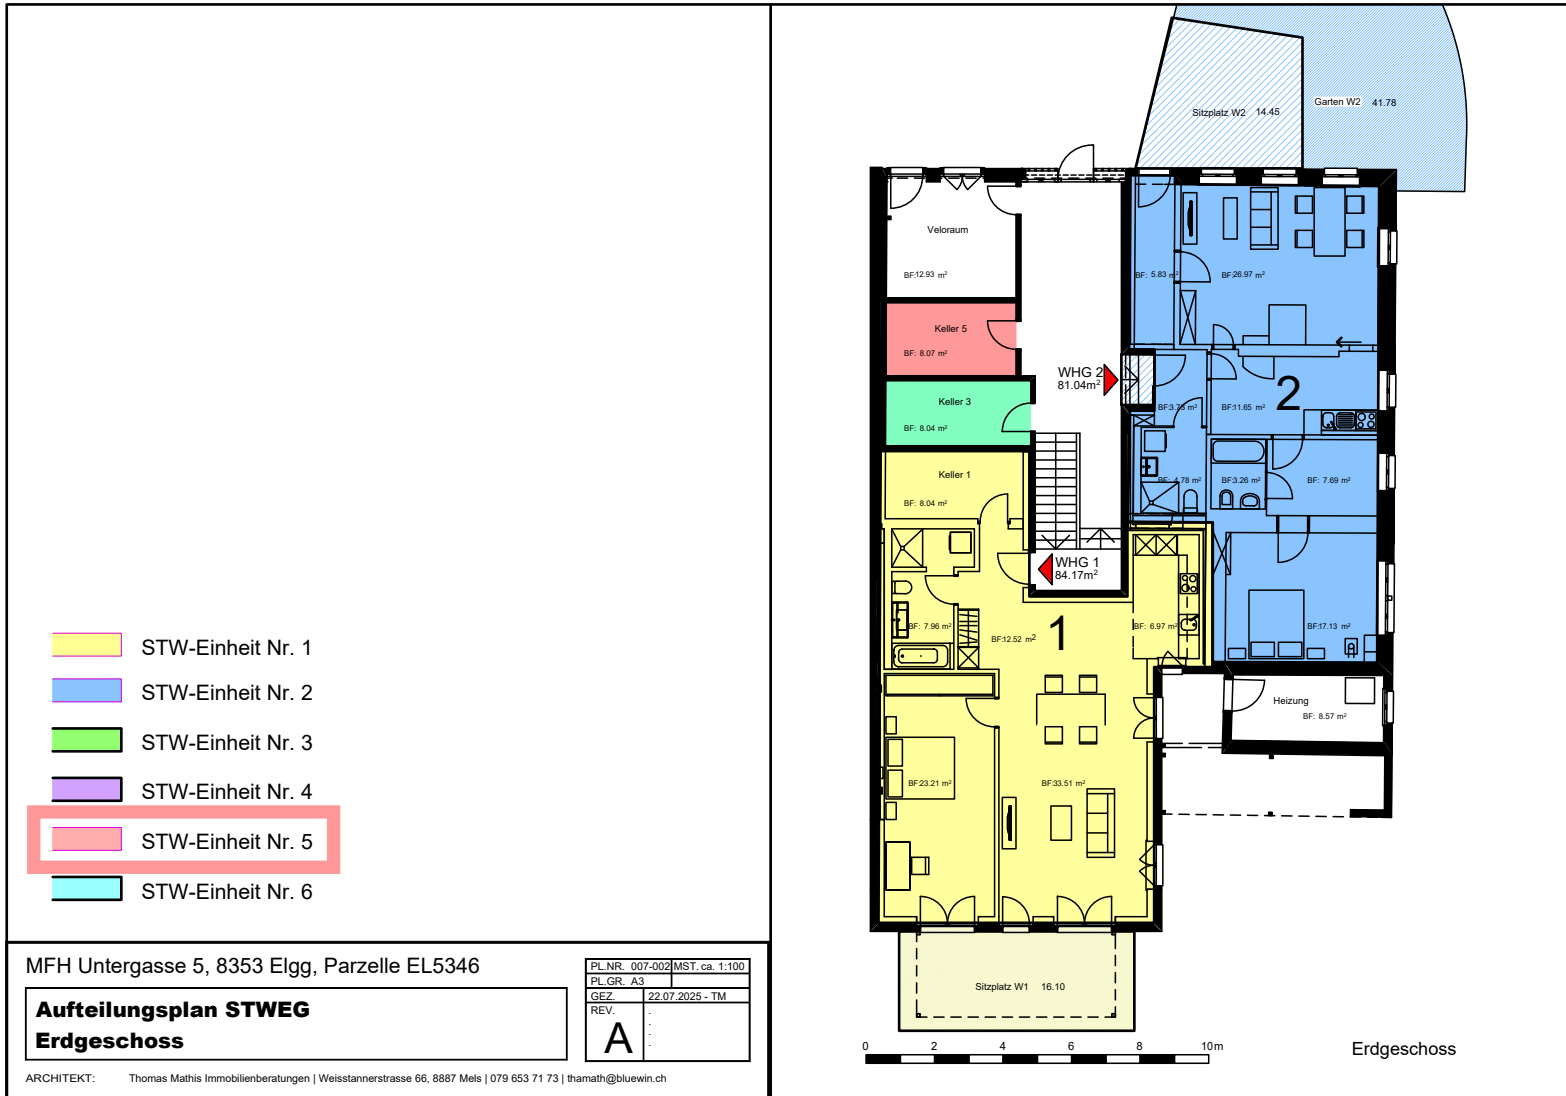 Garten W2 41.78
Sitzplatz W2 14.45
Veloraum
BF:12.93 m²
BF: 5.83 m²
BF:26.97 m²
Keller 5
BF: 8.07 m²
WHG 2
81.04m²
2
Keller 3
BF: 8.04 m²
BF:3.78 m²
BF:11.65 m²
Keller 1
BF: 8.04 m²
BF: 4.78 m²
BF:3.26 m²
BF: 7.69 m²
WHG 1
84.17m²
1
BF: 7.96 m²
BF:12.52 m²
BF: 6.97 m²
BF:17.13 m²
Heizung
BF: 8.57 m²
BF:23.21 m²
BF:33.51 m²
Sitzplatz W1 16.10
0 2 4 6 8 10m
Erdgeschoss
STW-Einheit Nr. 1
STW-Einheit Nr. 2
STW-Einheit Nr. 3
STW-Einheit Nr. 4
STW-Einheit Nr. 5
STW-Einheit Nr. 6
MFH Untergasse 5, 8353 Elgg, Parzelle EL5346
Aufteilungsplan STWEG
Erdgeschoss
PL.NR. 007-002 MST. ca. 1:100
PL.GR. A3
GEZ. 22.07.2025 - TM
REV.
A
ARCHITEKT: Thomas Mathis Immobilienberatungen | Weisstannerstrasse 66, 8887 Mels | 079 653 71 73 | thamath@bluewin.ch